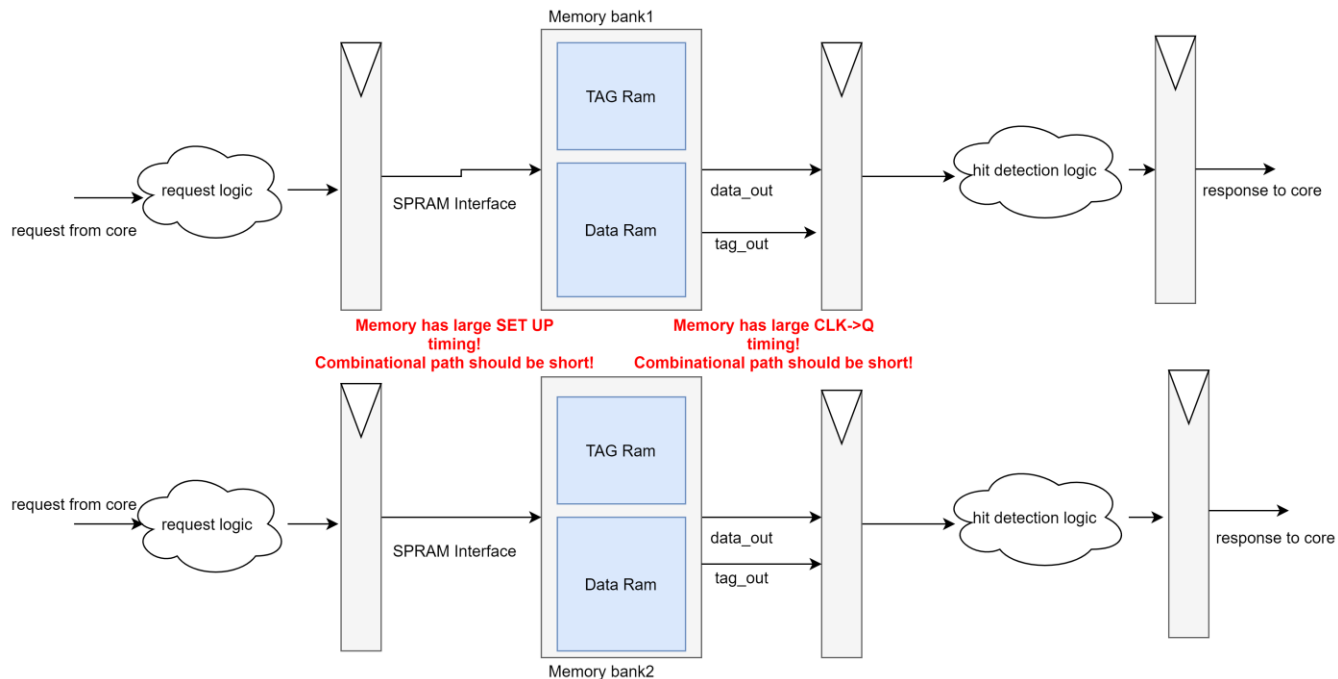 Memory bank1
TAG Ram
request logic
hit detection logic
data_out
response to core
SPRAM Interface
Data Ram
request from core
tag_out
Memory has large SET UP
timing!
Combinational path should be short!
Memory has large CLK->Q
timing!
Combinational path should be short!
TAG Ram
request from core
request logic
hit detection logic
data_out
response to core
SPRAM Interface
tag_out
Data Ram
Memory bank2